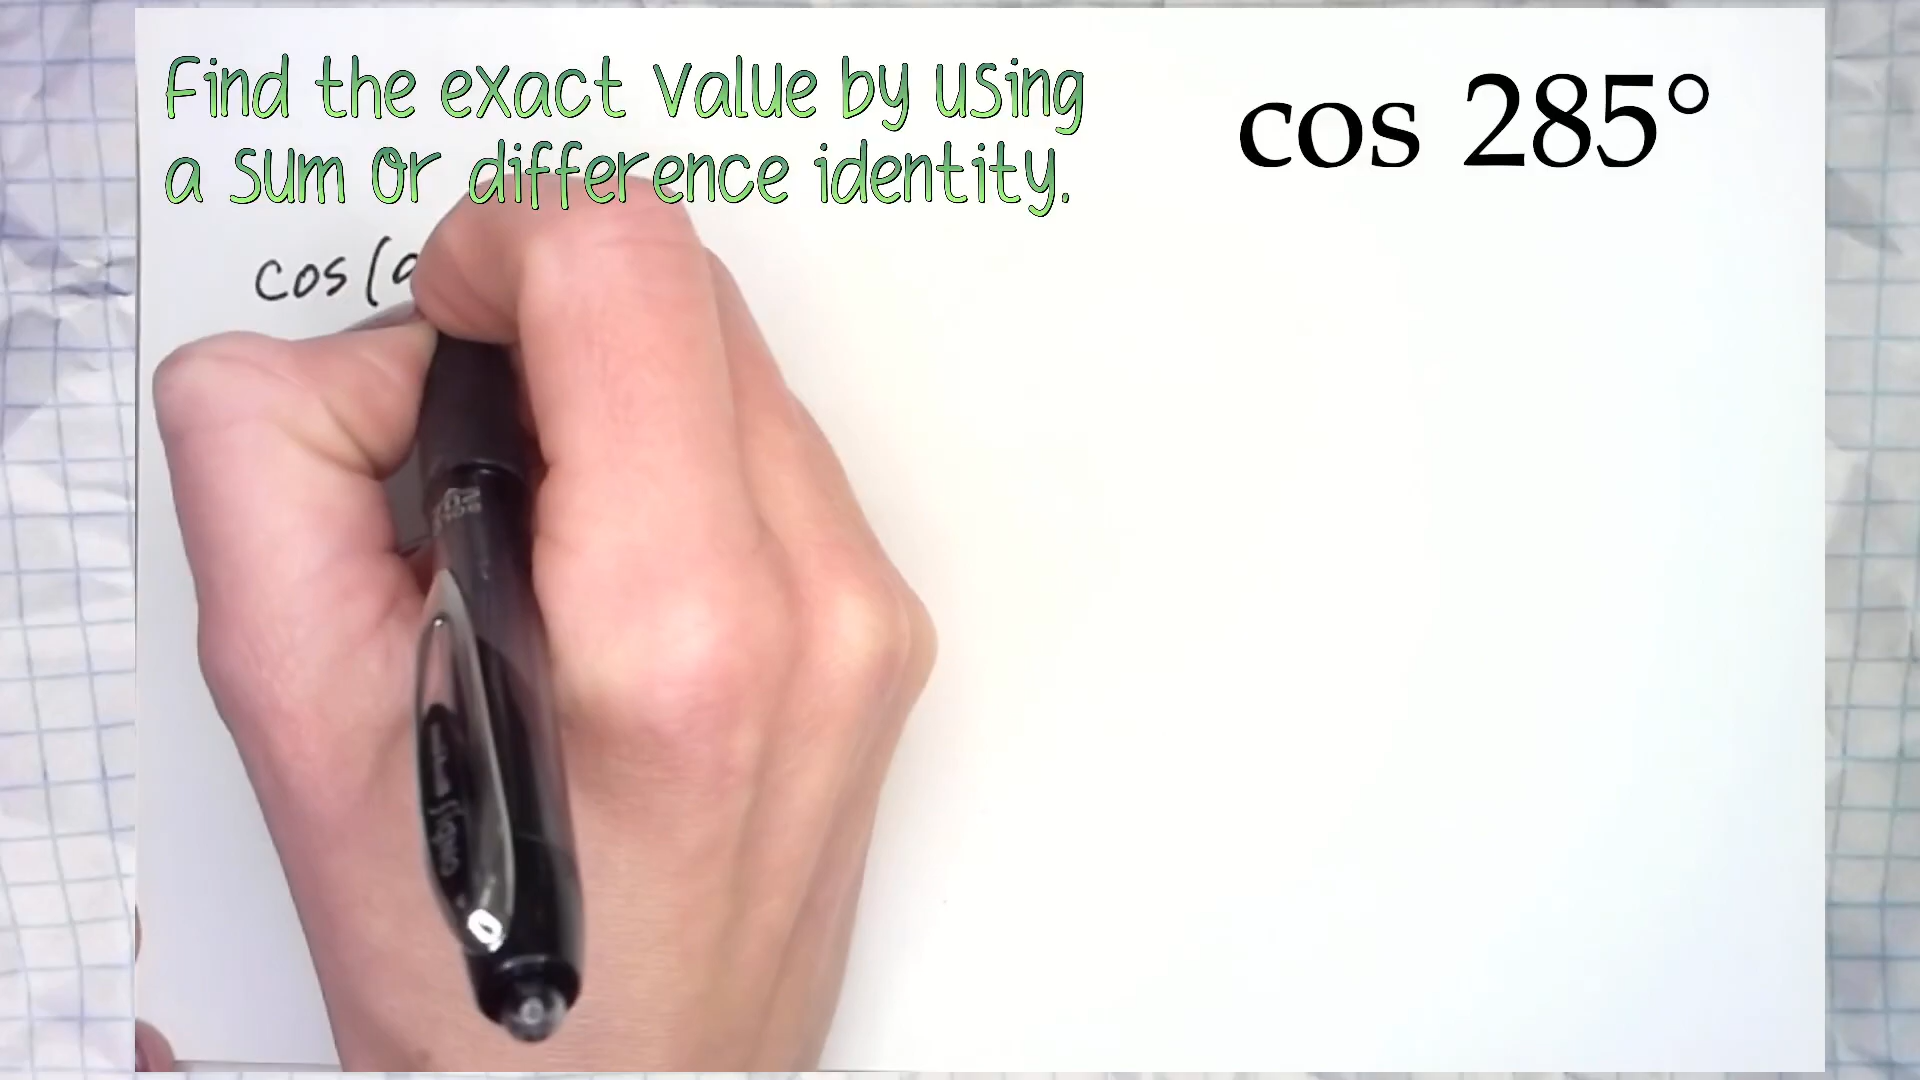 Find the exact value by using
a sum or difference identity.
cos 285°
cos(a